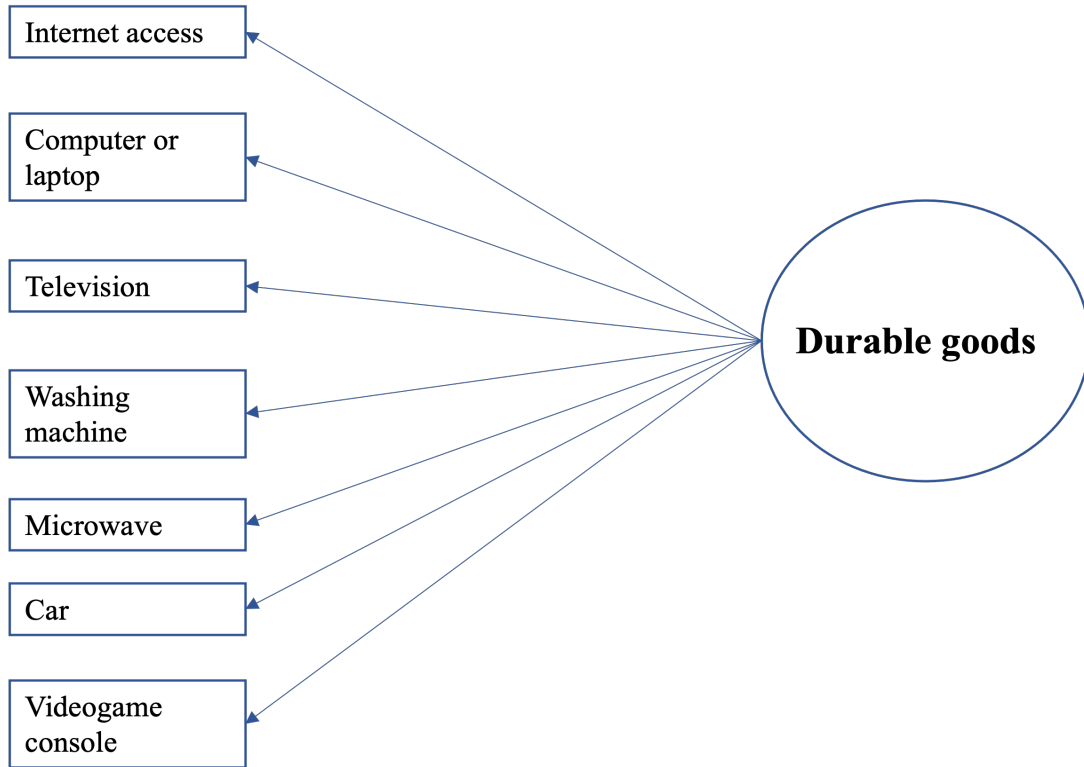 Internet access
Computer or
laptop
Television
Washing
machine
Microwave
Car
Videogame
console
Durable goods